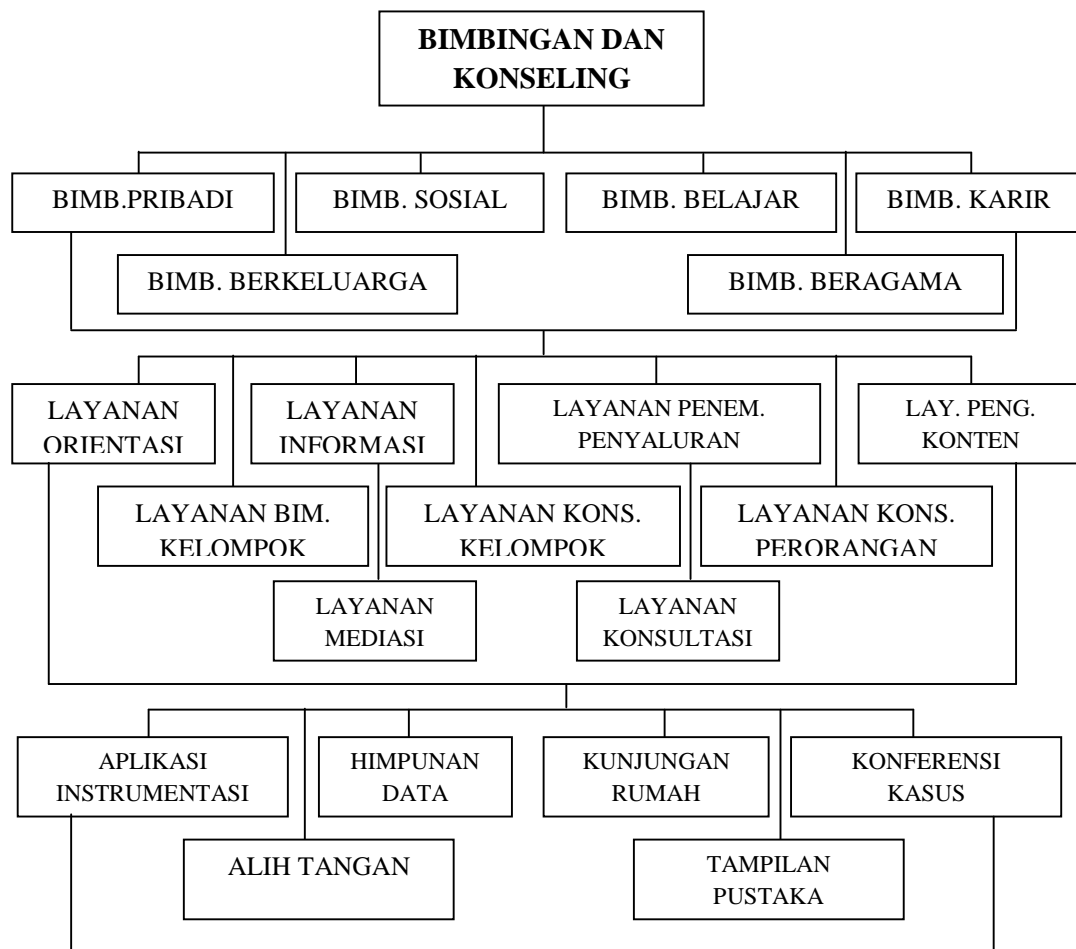 BIMBINGAN DAN
KONSELING
BIMB.PRIBADI
BIMB. SOSIAL
BIMB. BELAJAR
BIMB. KARIR
BIMB. BERKELUARGA
BIMB. BERAGAMA
LAYANAN
ORIENTASI
LAYANAN
INFORMASI
LAYANAN PENEM.
PENYALURAN
LAY. PENG.
KONTEN
LAYANAN BIM.
KELOMPOK
LAYANAN KONS.
KELOMPOK
LAYANAN KONS.
PERORANGAN
LAYANAN
MEDIASI
LAYANAN
KONSULTASI
APLIKASI
INSTRUMENTASI
HIMPUNAN
DATA
KUNJUNGAN
RUMAH
KONFERENSI
KASUS
ALIH TANGAN
TAMPILAN
PUSTAKA